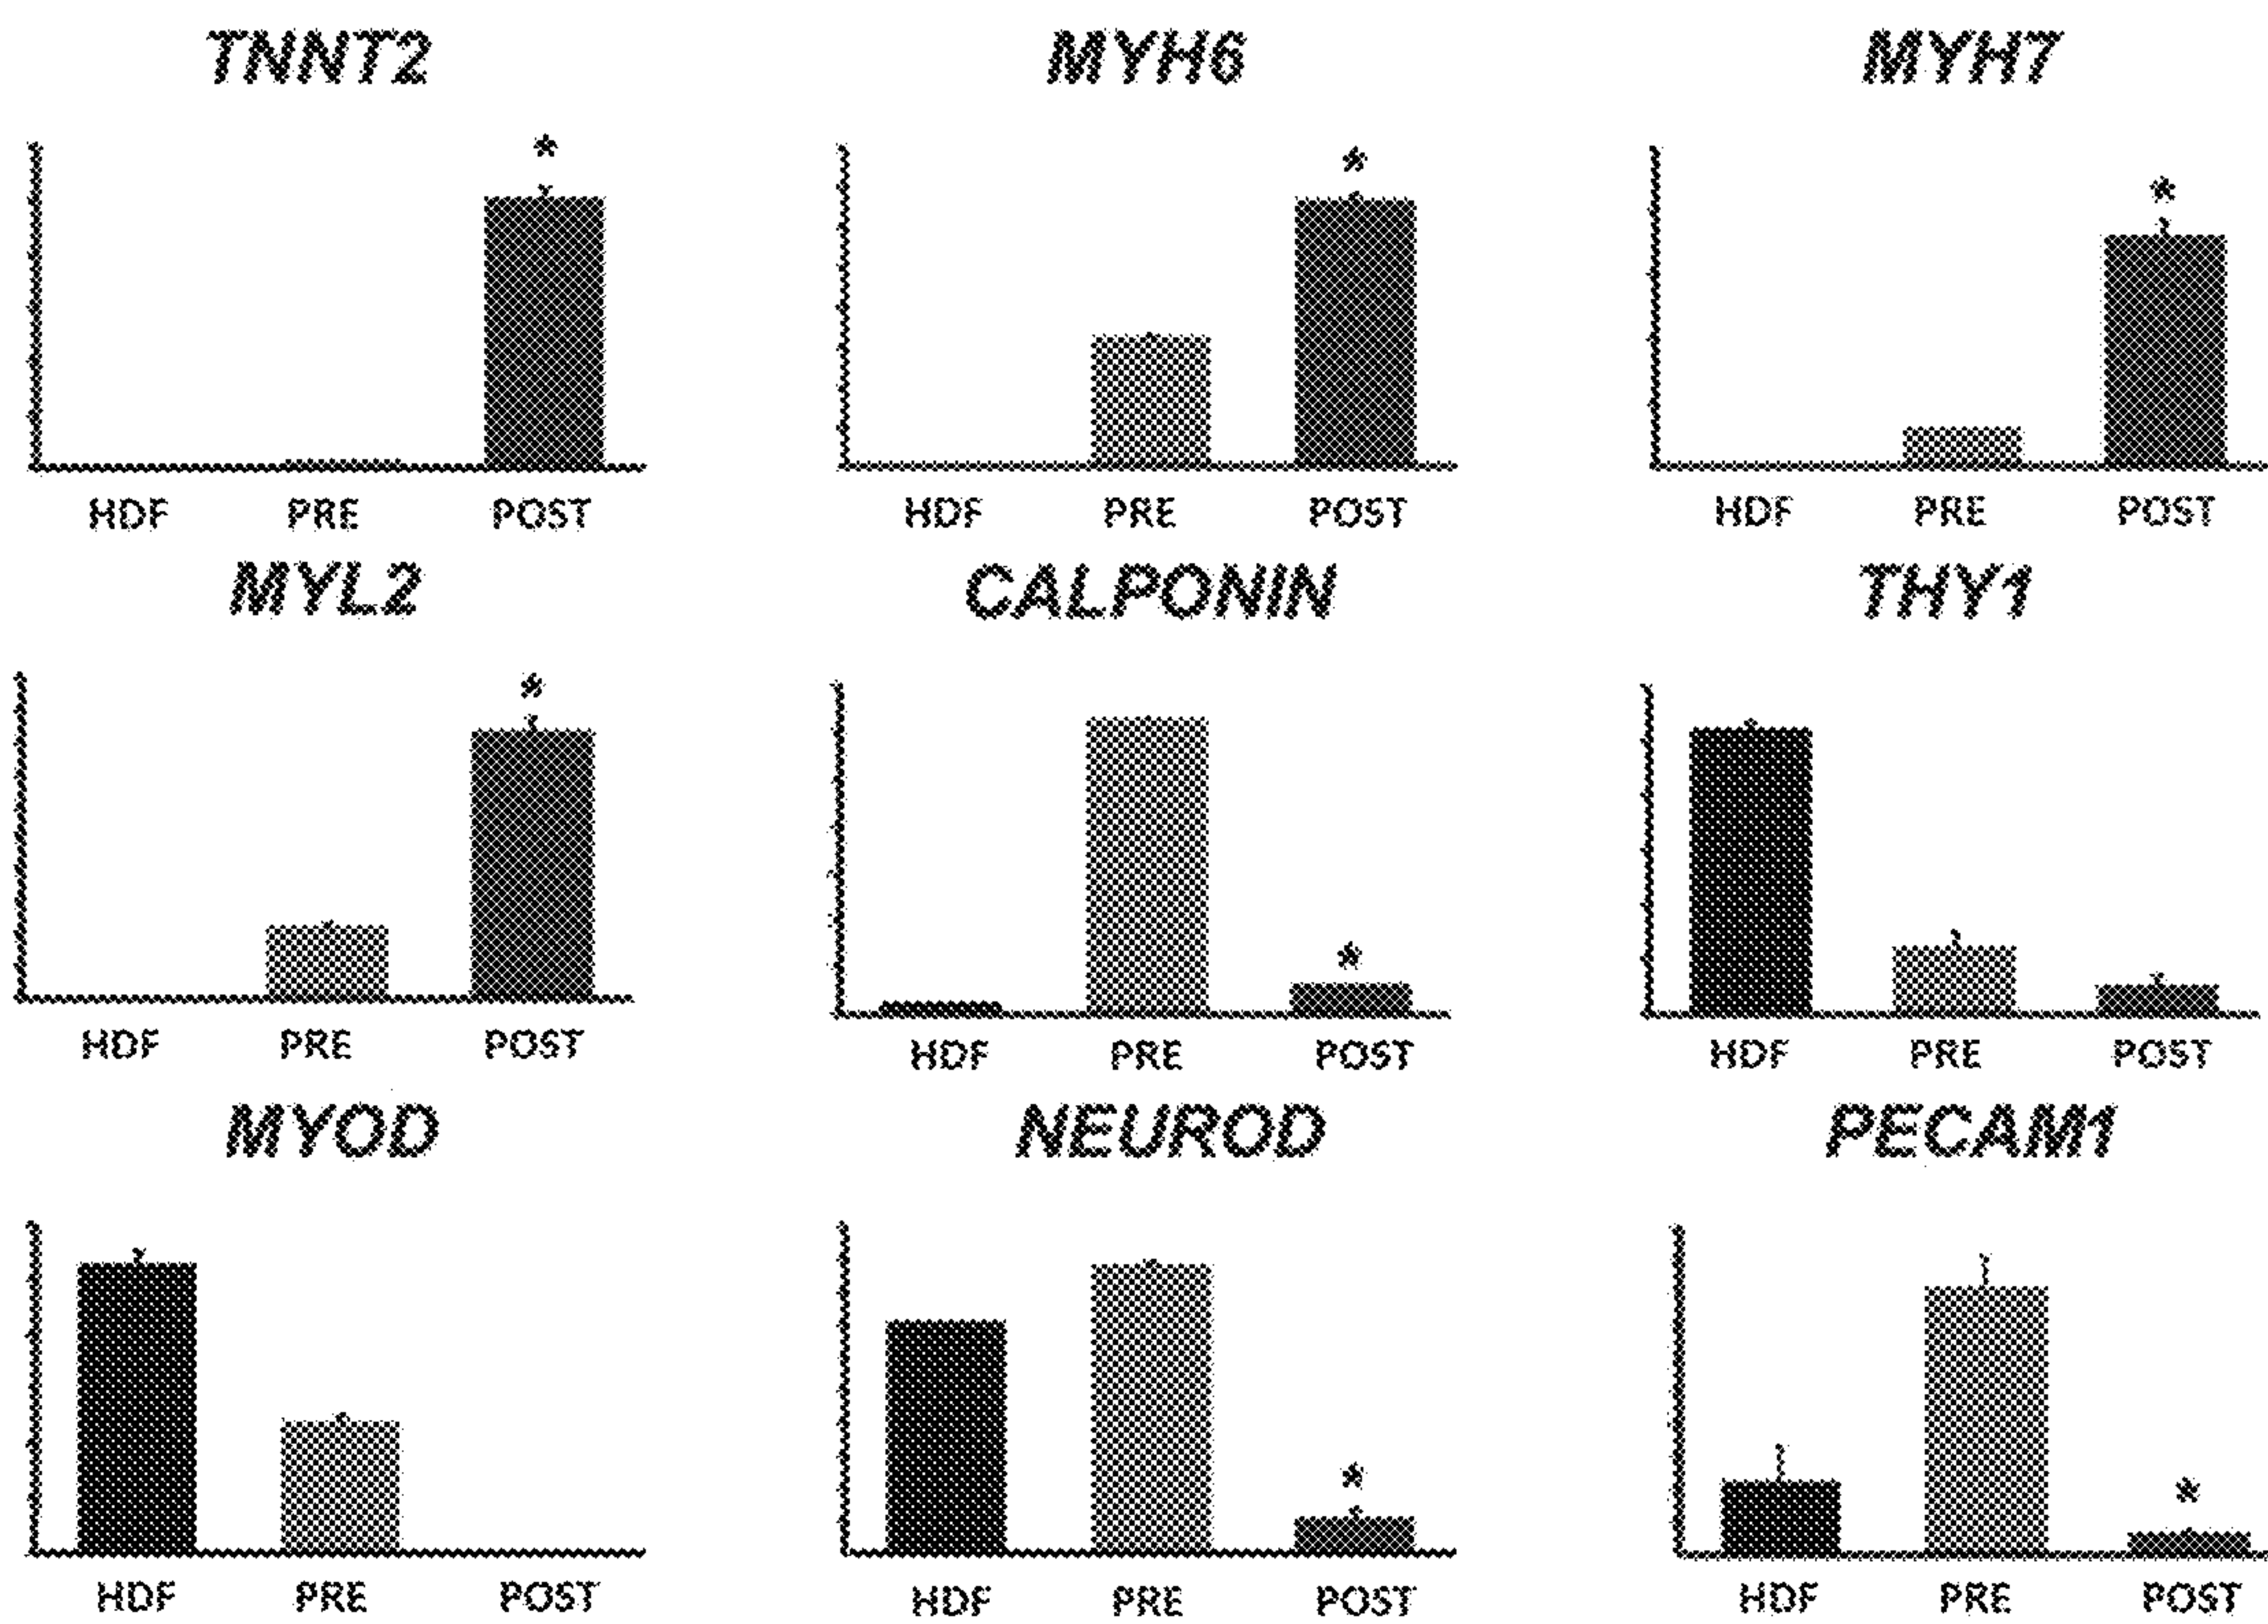 TNNT2 MYH6 MYH7
* * *
HDF PRE POST HDF PRE POST HDF PRE POST
MYL2 CALPONIN THY1
* *
HDF PRE POST HDF PRE POST HDF PRE POST
MYOD NEUROD PECAM1
* *
HDF PRE POST HDF PRE POST HDF PRE POST